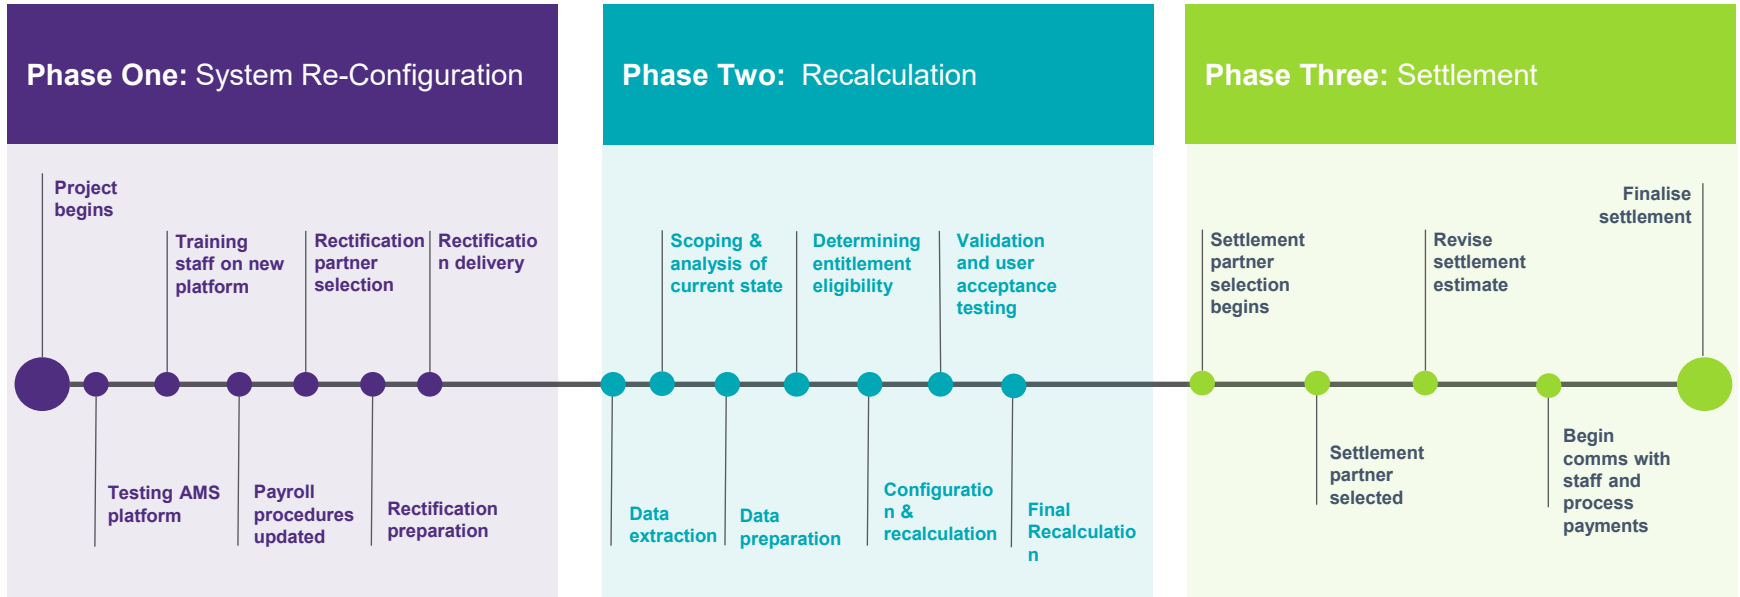 Phase One: System Re-Configuration
Project
begins
Testing AMS
platform
Training
staff on new
platform
Payroll
procedures
updated
Rectification
partner
selection
Rectification
preparation
Rectificatio
n delivery
Phase Two: Recalculation
Data
extraction
Scoping &
analysis of
current state
Data
preparation
Determining
entitlement
eligibility
Configuratio
n &
recalculation
Validation
and user
acceptance
testing
Final
Recalculatio
n
Phase Three: Settlement
Settlement
partner
selection
begins
Settlement
partner
selected
Revise
settlement
estimate
Begin
comms with
staff and
process
payments
Finalise
settlement